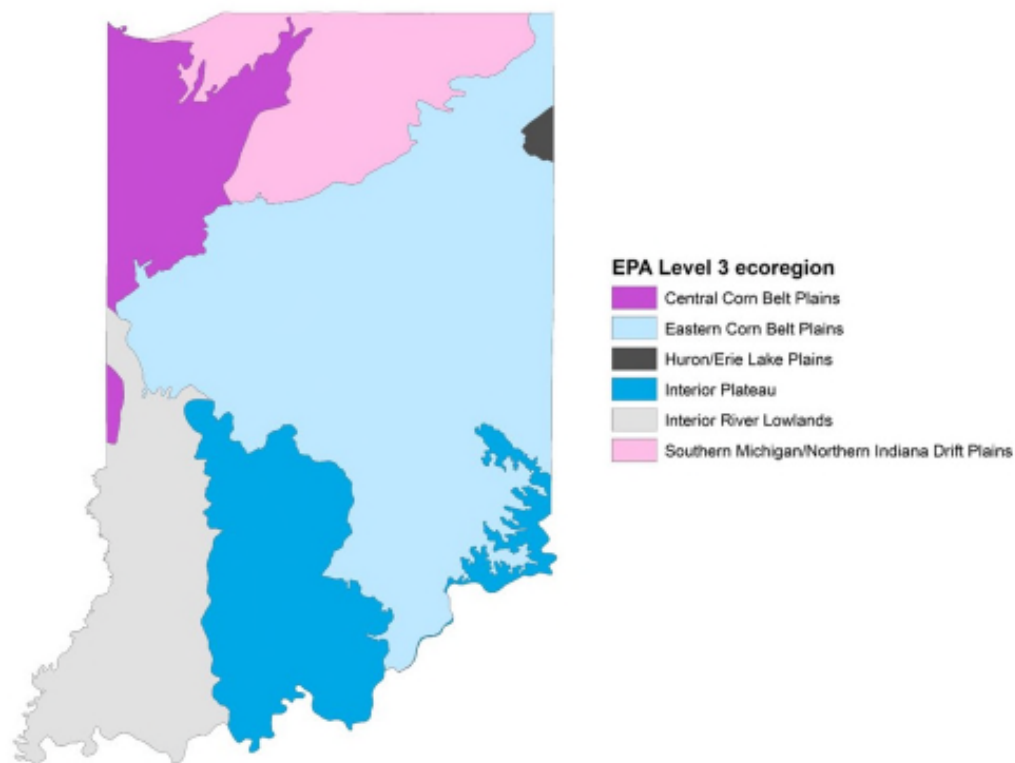 EPA Level 3 ecoregion
Central Corn Belt Plains
Eastern Corn Belt Plains
Huron/Erie Lake Plains
Interior Plateau
Interior River Lowlands
Southern Michigan/Northern Indiana Drift Plains